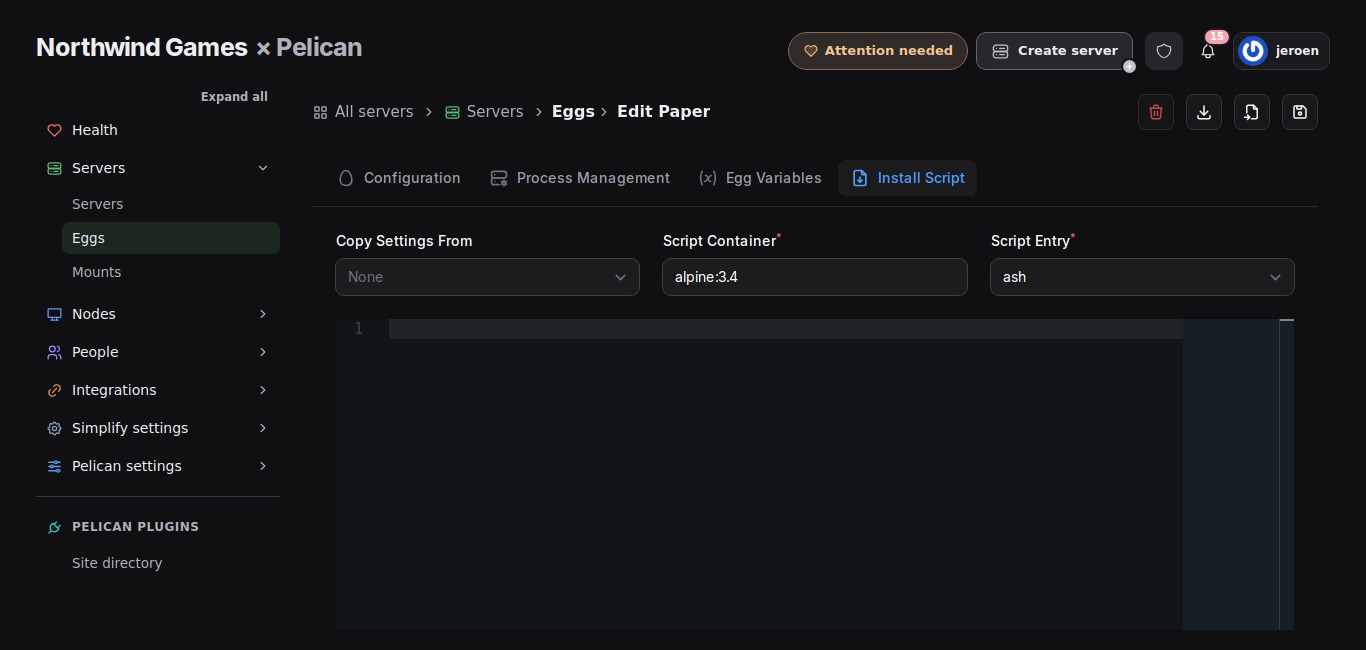 Northwind Games × Pelican
Attention needed
Create server
15
jeroen
Expand all
Health
Servers
Servers
Eggs
Mounts
Nodes
People
Integrations
Simplify settings
Pelican settings
PELICAN PLUGINS
Site directory
All servers › Servers › Eggs › Edit Paper
Configuration
Process Management
(x) Egg Variables
Install Script
Copy Settings From
None
Script Container*
alpine:3.4
Script Entry*
ash
1